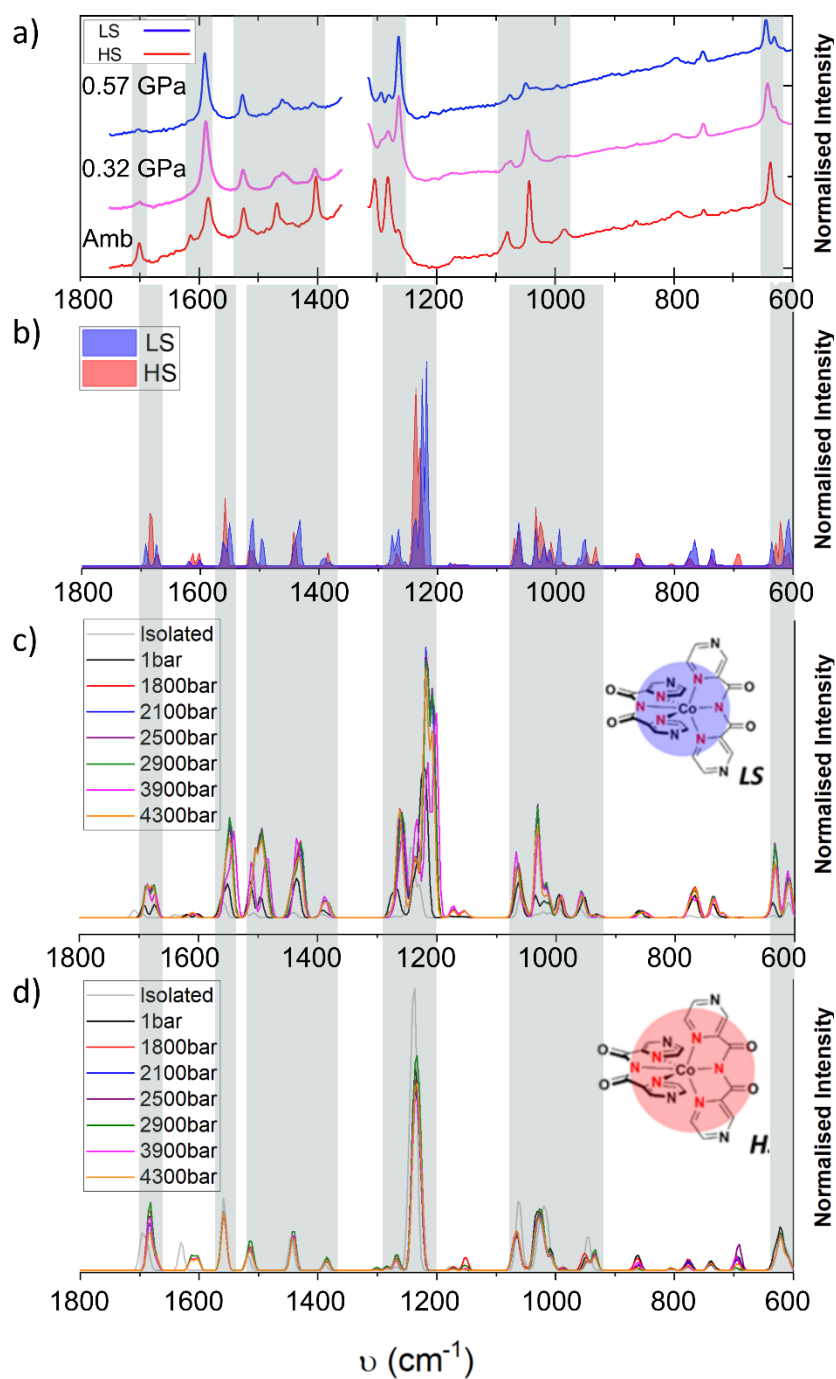 a)
LS
HS
0.57 GPa
0.32 GPa
Amb
Normalised Intensity
1800 1600 1400 1200 1000 800 600
b)
LS
HS
Normalised Intensity
1800 1600 1400 1200 1000 800 600
c)
Isolated
1bar
1800bar
2100bar
2500bar
2900bar
3900bar
4300bar
N
N
O
N
O
N
N
Co
N
O
N
O
N
N
N
LS
Normalised Intensity
1800 1600 1400 1200 1000 800 600
d)
Isolated
1bar
1800bar
2100bar
2500bar
2900bar
3900bar
4300bar
N
N
O
N
O
N
N
Co
N
O
N
O
N
N
N
H.
Normalised Intensity
1800 1600 1400 1200 1000 800 600
υ (cm⁻¹)